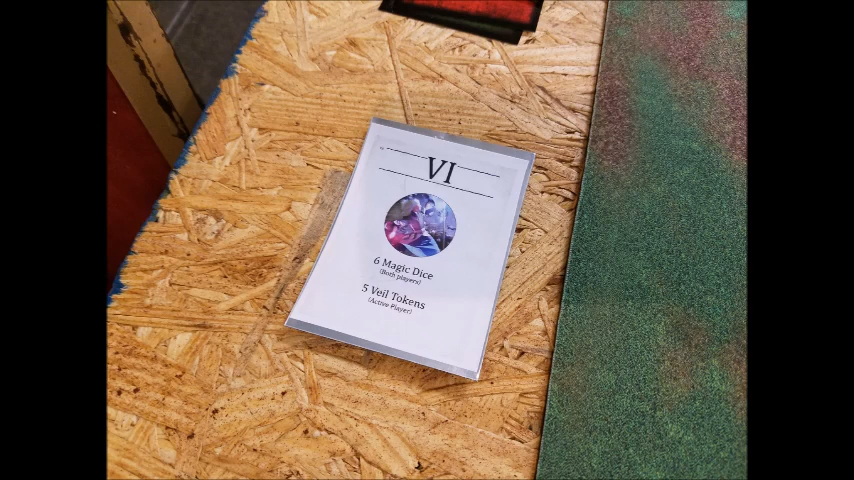 VI
6 Magic Dice
(Both players)
5 Veil Tokens
(Active Player)